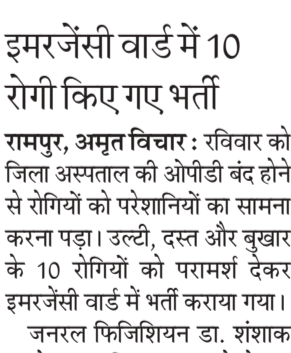 इमरजेंसी वार्ड में 10
रोगी किए गए भर्ती
रामपुर, अमृत विचार : रविवार को
जिला अस्पताल की ओपीडी बंद होने
से रोगियों को परेशानियों का सामना
करना पड़ा। उल्टी, दस्त और बुखार
के 10 रोगियों को परामर्श देकर
इमरजेंसी वार्ड में भर्ती कराया गया।
जनरल फिजिशियन डा. शंशाक